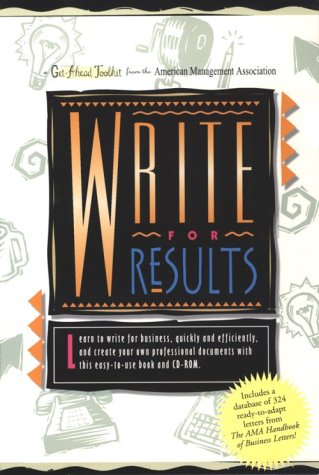 a Get-Ahead Toolkit from the American Management Association
WRITE
FOR
RESULTS
Learn to write for business, quickly and efficiently,
and create your own professional documents with
this easy-to-use book and CD-ROM.
Includes a
database of 324
ready-to-adapt
letters from
The AMA Handbook
of Business Letters!